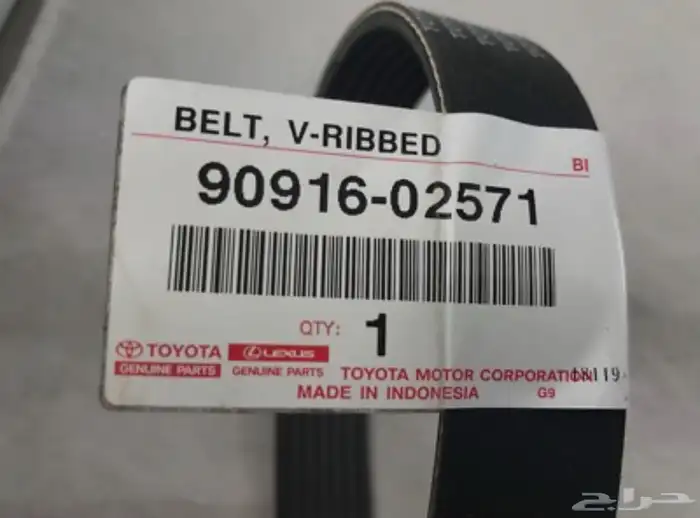 BELT, V-RIBBED
BI
90916-02571
QTY: 1
TOYOTA LEXUS
GENUINE PARTS GENUINE PARTS TOYOTA MOTOR CORPORATION
MADE IN INDONESIA G9
حراج